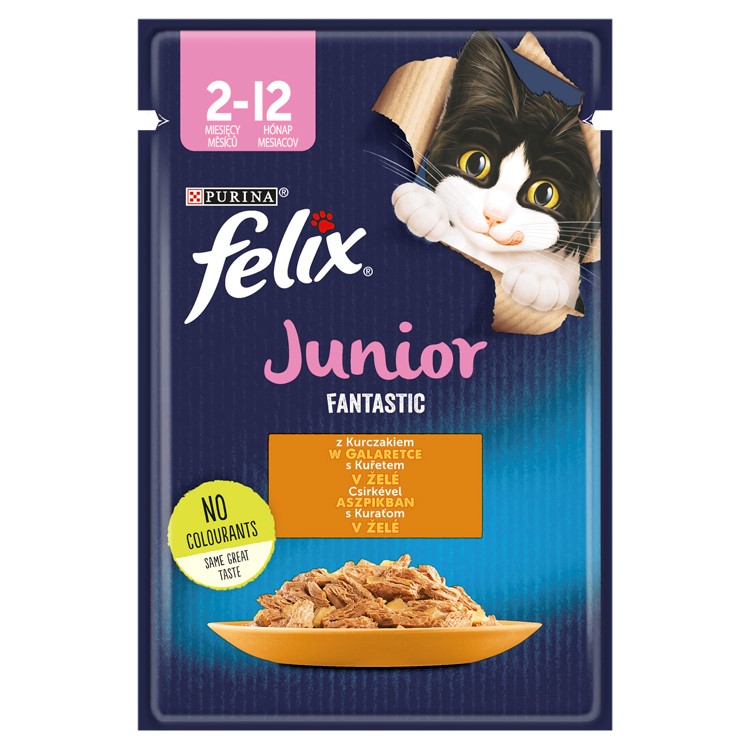 2-12
MIESIĘCY HÓNAP
MĚSÍCŮ MESIACOV
PURINA®
felix®
Junior
FANTASTIC
z Kurczakiem
W GALARETCE
s Kuřetem
V ŽELÉ
Csirkével
ASZPIKBAN
s Kuraťom
V ŽELÉ
NO
COLOURANTS
SAME GREAT
TASTE